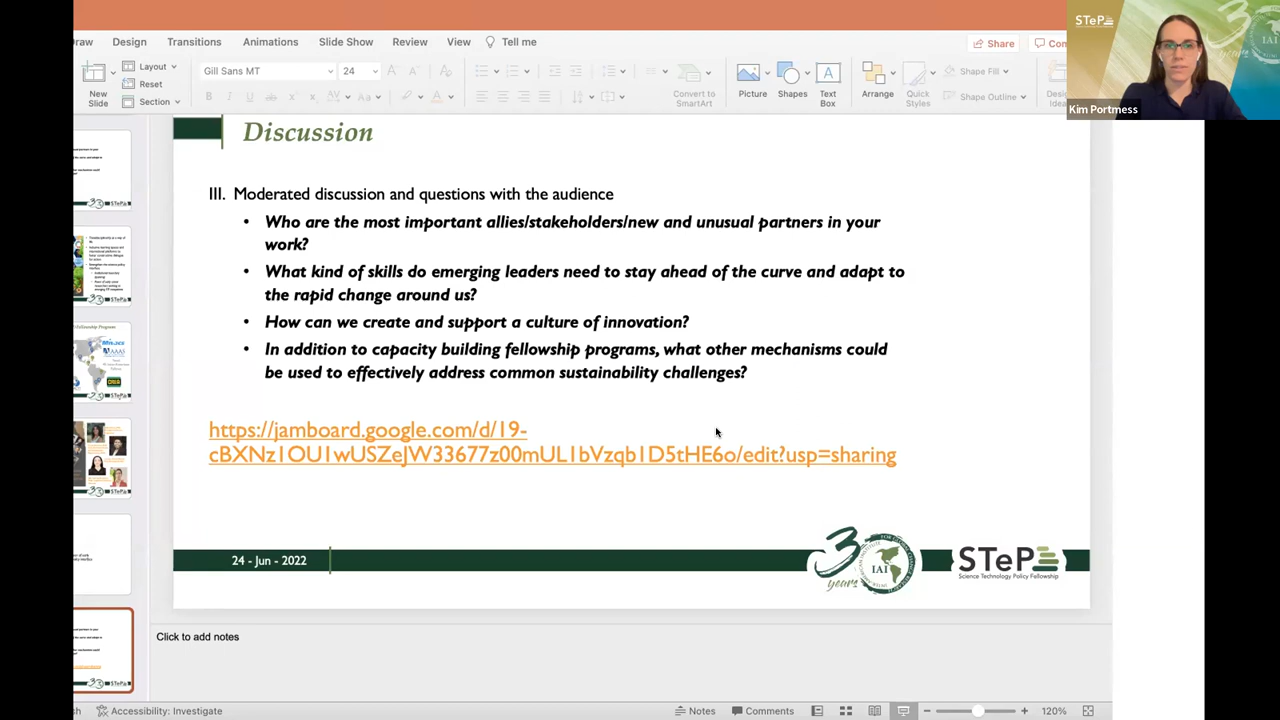 raw Design Transitions Animations Slide Show Review View Tell me
Share Com
STeP
30
IAI
Kim Portmess
New Slide
Layout
Reset
Section
Gill Sans MT 24
Convert to SmartArt
Picture
Shapes
Text Box
Arrange
Quick Styles
Shape Fill
Shape Outline
Discussion
III. Moderated discussion and questions with the audience
• Who are the most important allies/stakeholders/new and unusual partners in your
work?
• What kind of skills do emerging leaders need to stay ahead of the curve and adapt to
the rapid change around us?
• How can we create and support a culture of innovation?
• In addition to capacity building fellowship programs, what other mechanisms could
be used to effectively address common sustainability challenges?
https://jamboard.google.com/d/19-
cBXNz1OU1wUSZeJW33677z00mUL1bVzqb1D5tHE6o/edit?usp=sharing
24 - Jun - 2022
30 years
IAI
STeP
Science Technology Policy Fellowship
Click to add notes
Accessibility: Investigate
Notes
Comments
120%